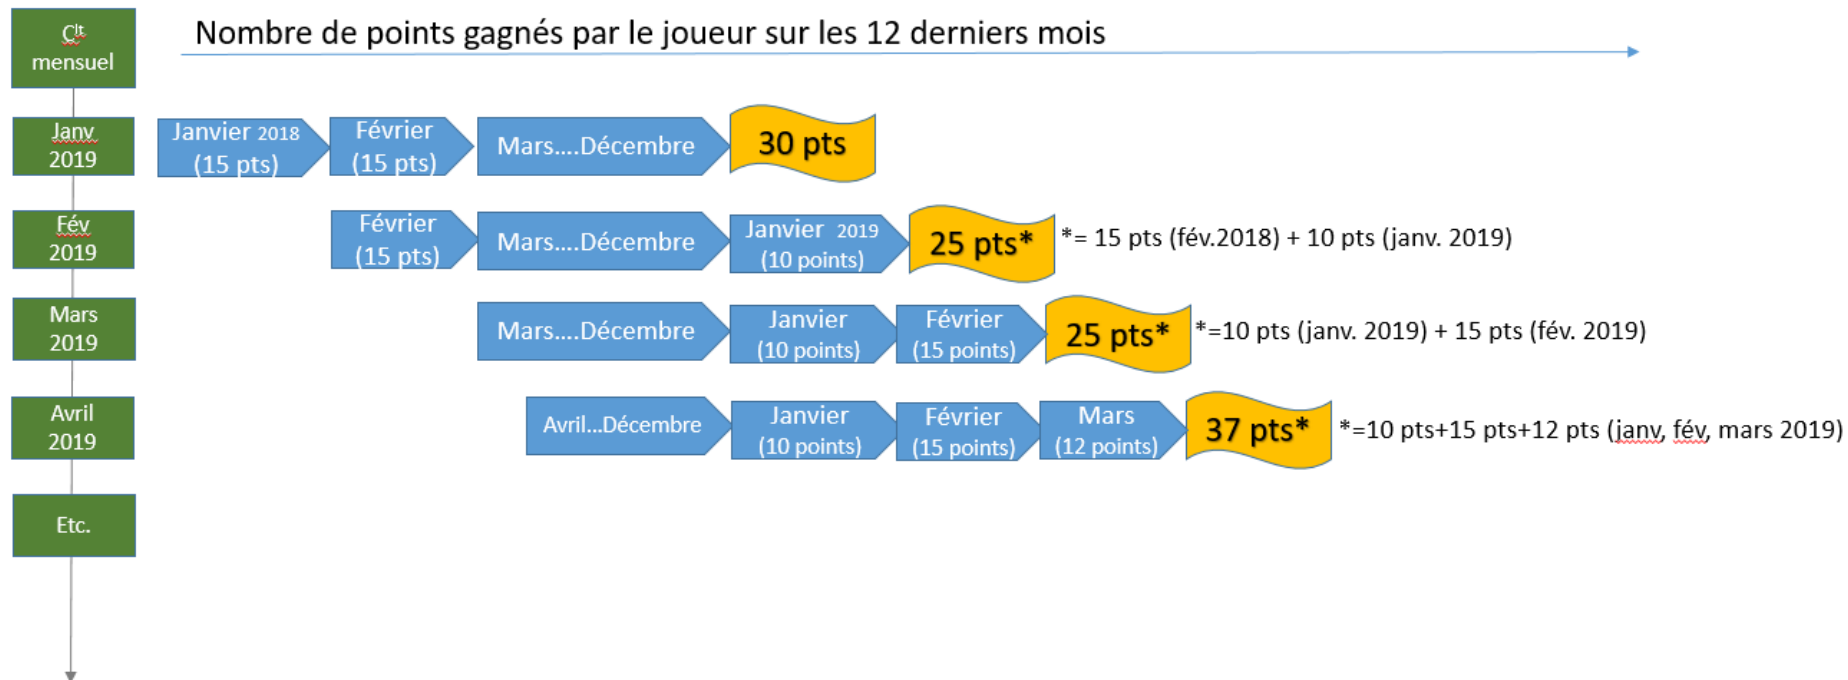 Clt
mensuel
Nombre de points gagnés par le joueur sur les 12 derniers mois
Janv
2019
Janvier 2018
(15 pts)
Février
(15 pts)
Mars....Décembre
30 pts
Fév
2019
Février
(15 pts)
Mars....Décembre
Janvier 2019
(10 points)
25 pts*
*= 15 pts (fév.2018) + 10 pts (janv. 2019)
Mars
2019
Mars....Décembre
Janvier
(10 points)
Février
(15 points)
25 pts*
*=10 pts (janv. 2019) + 15 pts (fév. 2019)
Avril
2019
Avril...Décembre
Janvier
(10 points)
Février
(15 points)
Mars
(12 points)
37 pts*
*=10 pts+15 pts+12 pts (janv, fév, mars 2019)
Etc.